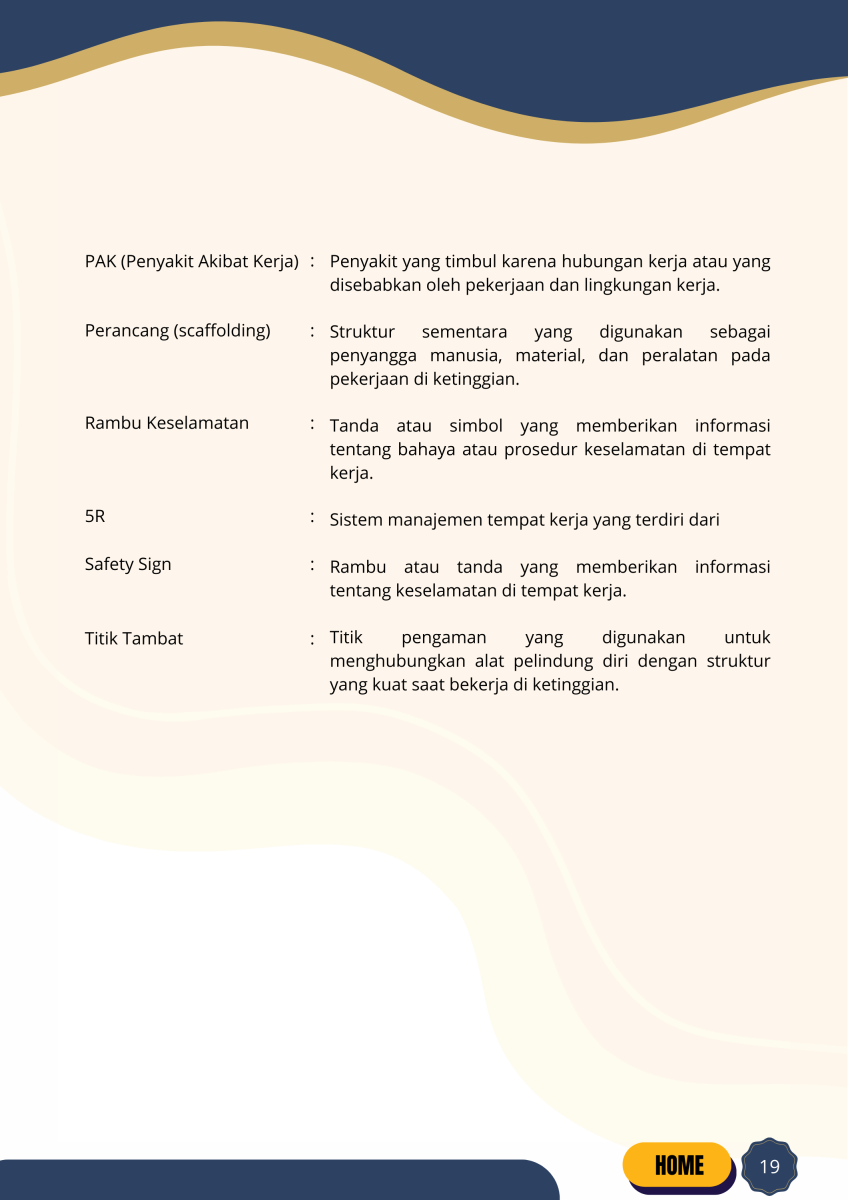 PAK (Penyakit Akibat Kerja) : Penyakit yang timbul karena hubungan kerja atau yang
disebabkan oleh pekerjaan dan lingkungan kerja.
Perancang (scaffolding) : Struktur sementara yang digunakan sebagai
penyangga manusia, material, dan peralatan pada
pekerjaan di ketinggian.
Rambu Keselamatan : Tanda atau simbol yang memberikan informasi
tentang bahaya atau prosedur keselamatan di tempat
kerja.
5R : Sistem manajemen tempat kerja yang terdiri dari
Safety Sign : Rambu atau tanda yang memberikan informasi
tentang keselamatan di tempat kerja.
Titik Tambat : Titik pengaman yang digunakan untuk
menghubungkan alat pelindung diri dengan struktur
yang kuat saat bekerja di ketinggian.
HOME
19